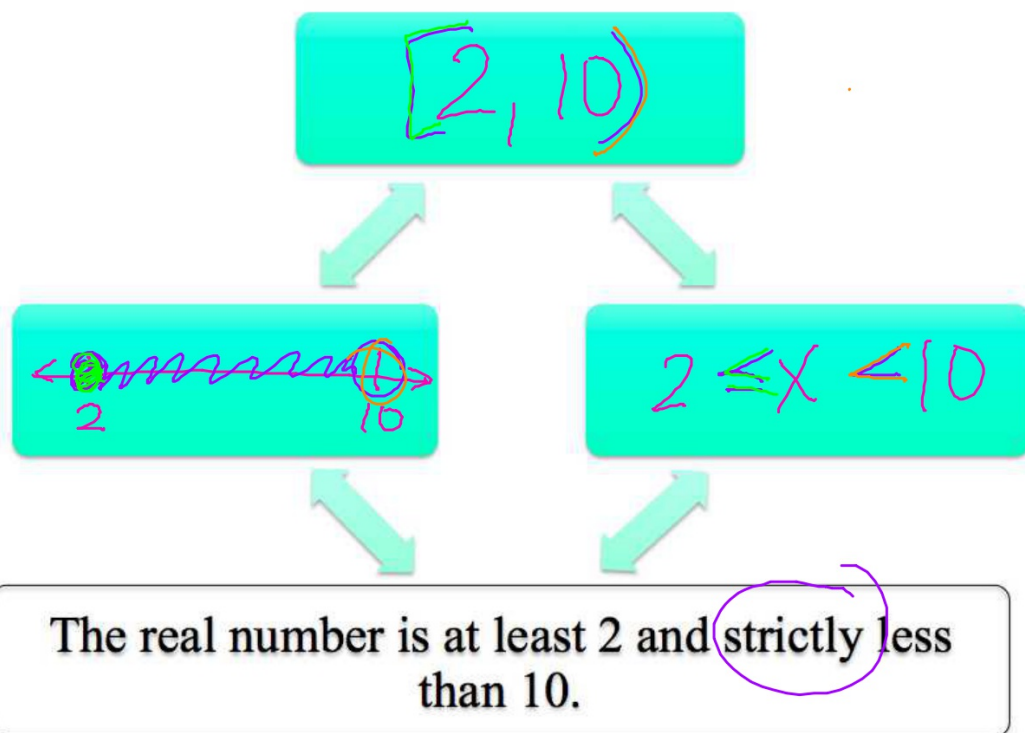 [2, 10)
2 10
2 ≤ x < 10
The real number is at least 2 and strictly less
than 10.